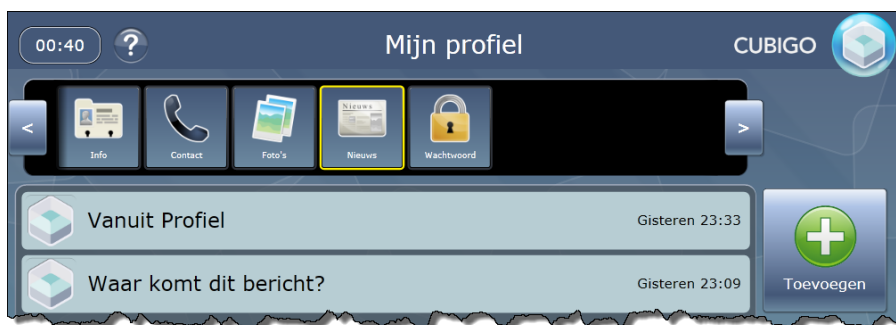 00:40 ? Mijn profiel CUBIGO
< >
Nieuws
Info Contact Foto's Nieuws Wachtwoord
Vanuit Profiel Gisteren 23:33
Waar komt dit bericht? Gisteren 23:09
Toevoegen